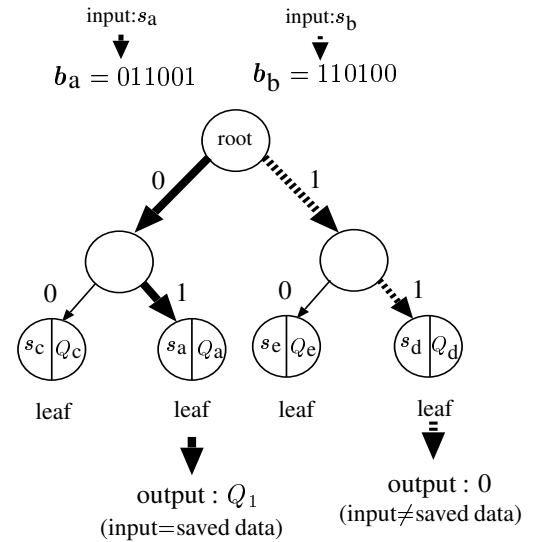 input:sa input:sb
ba = 011001 bb = 110100
root
0 1
0 1 0 1
sc Qc sa Qa se Qe sd Qd
leaf leaf leaf leaf
output : Q1 output : 0
(input=saved data) (input≠saved data)